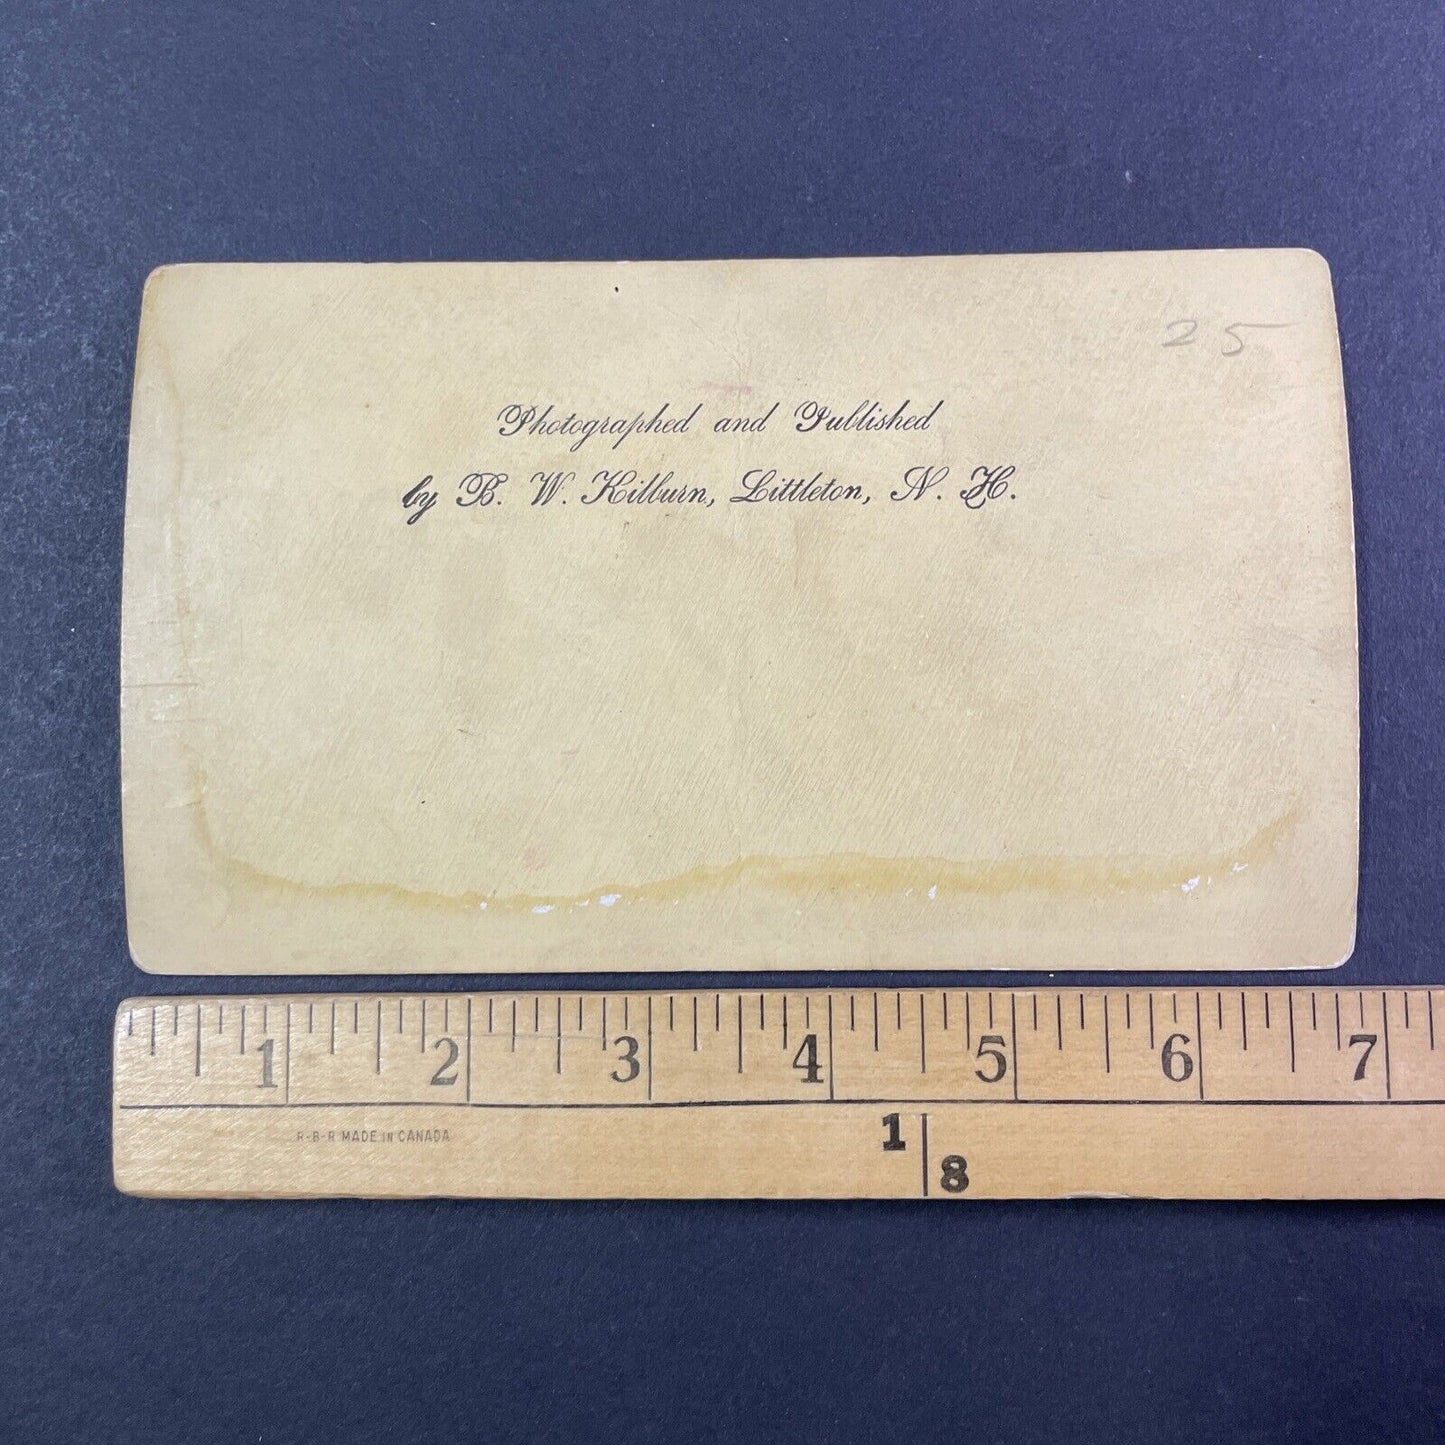 25
Photographed and Published
by B. W. Kilburn, Littleton, N. H.
1 2 3 4 5 6 7
R-B-R MADE IN CANADA
1
8